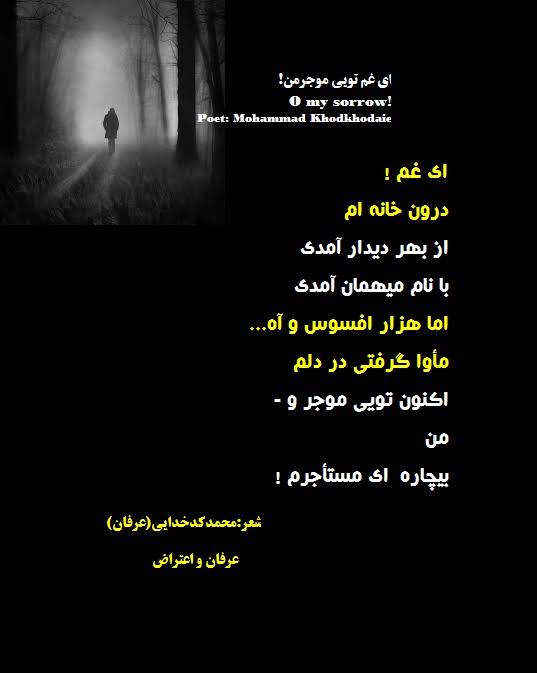 ای غم تویی موجرمن!
O my sorrow!
Poet: Mohammad Khodkhodaie
ای غم !
درون خانه ام
از بهر دیدار آمدی
با نام میهمان آمدی
اما هزار افسوس و آه...
مأوا گرفتی در دلم
اکنون تویی موجر و -
من
بیچاره ای مستأجرم !
شعر:محمدکدخدایی(عرفان)
عرفان و اعتراض